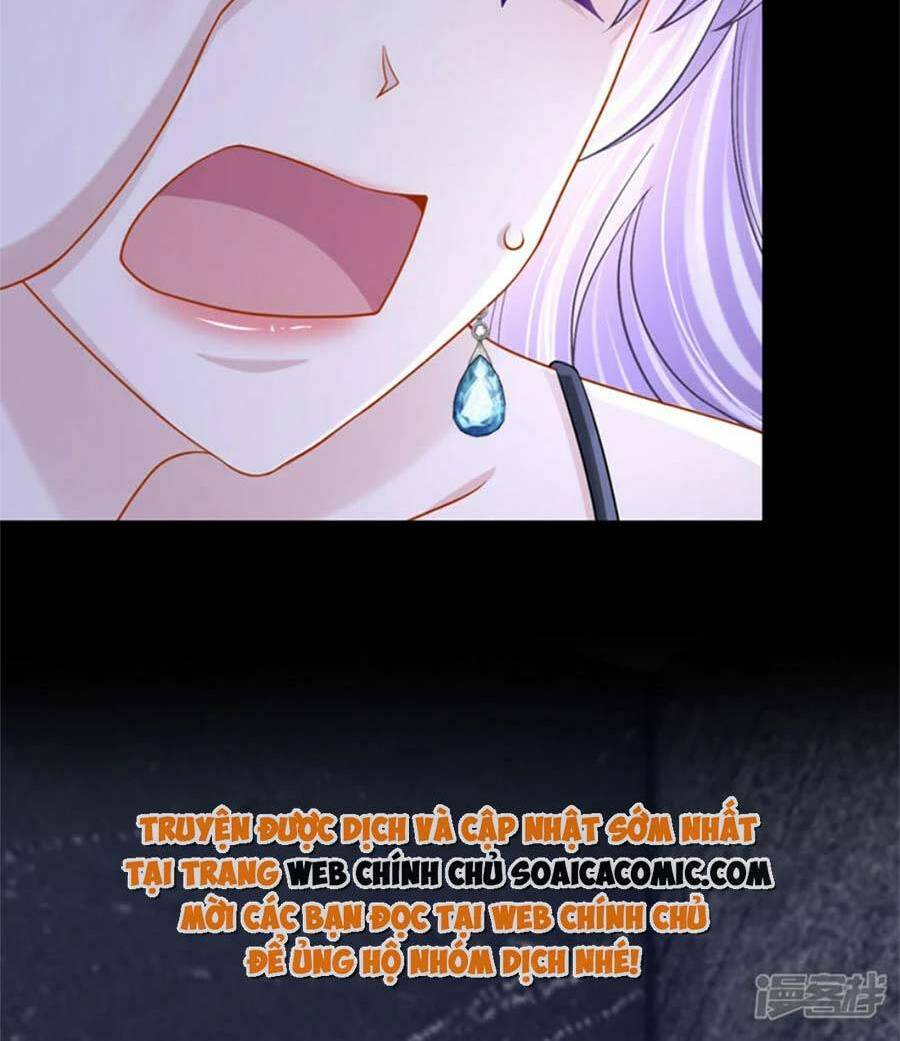 TRUYỆN ĐƯỢC DỊCH VÀ CẬP NHẬT SỚM NHẤT
TẠI TRANG WEB CHÍNH CHỦ SOAICACOMIC.COM
MỜI CÁC BẠN ĐỌC TẠI WEB CHÍNH CHỦ
ĐỂ ỦNG HỘ NHÓM DỊCH NHÉ!
漫客栈